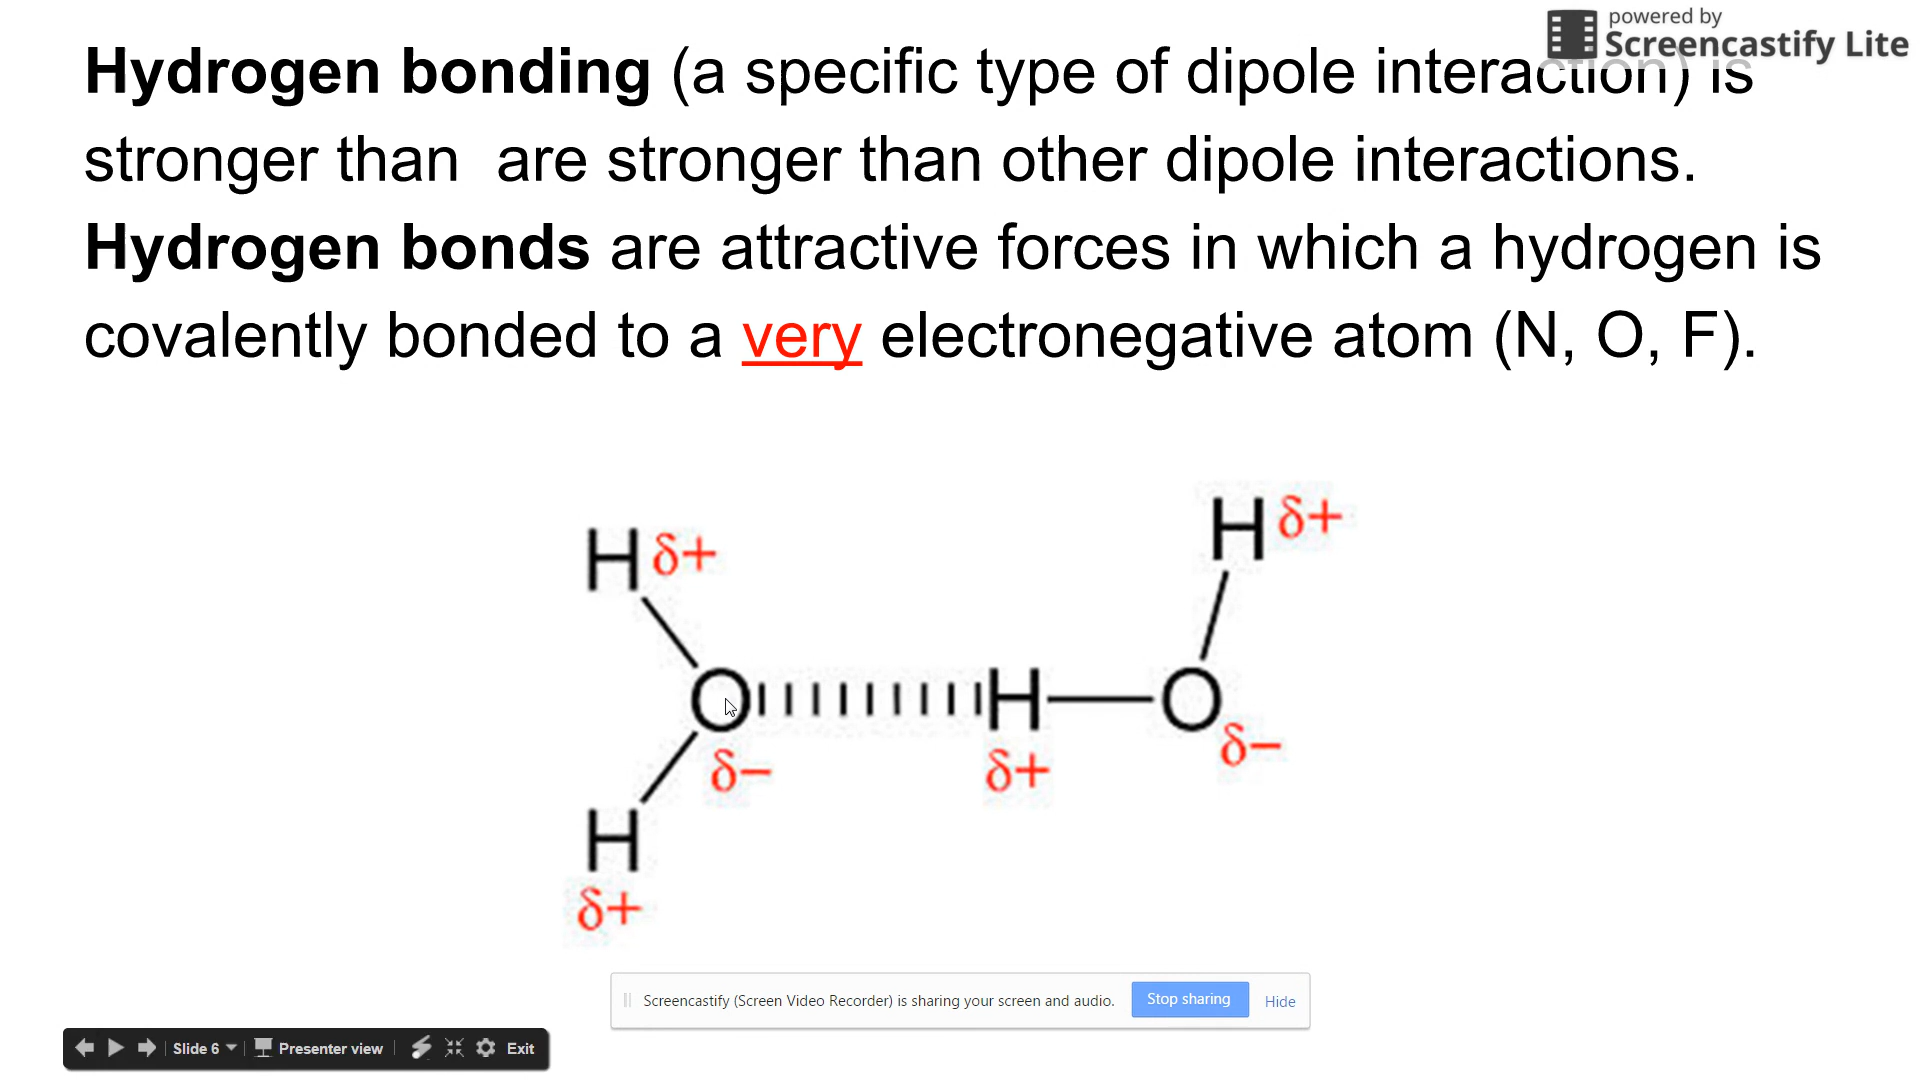 powered by
Screencastify Lite
Hydrogen bonding (a specific type of dipole interaction) is
stronger than  are stronger than other dipole interactions.
Hydrogen bonds are attractive forces in which a hydrogen is
covalently bonded to a very electronegative atom (N, O, F).
H δ+
H δ+
O H O
δ− δ+ δ−
H
δ+
Screencastify (Screen Video Recorder) is sharing your screen and audio. Stop sharing Hide
Slide 6 Presenter view Exit